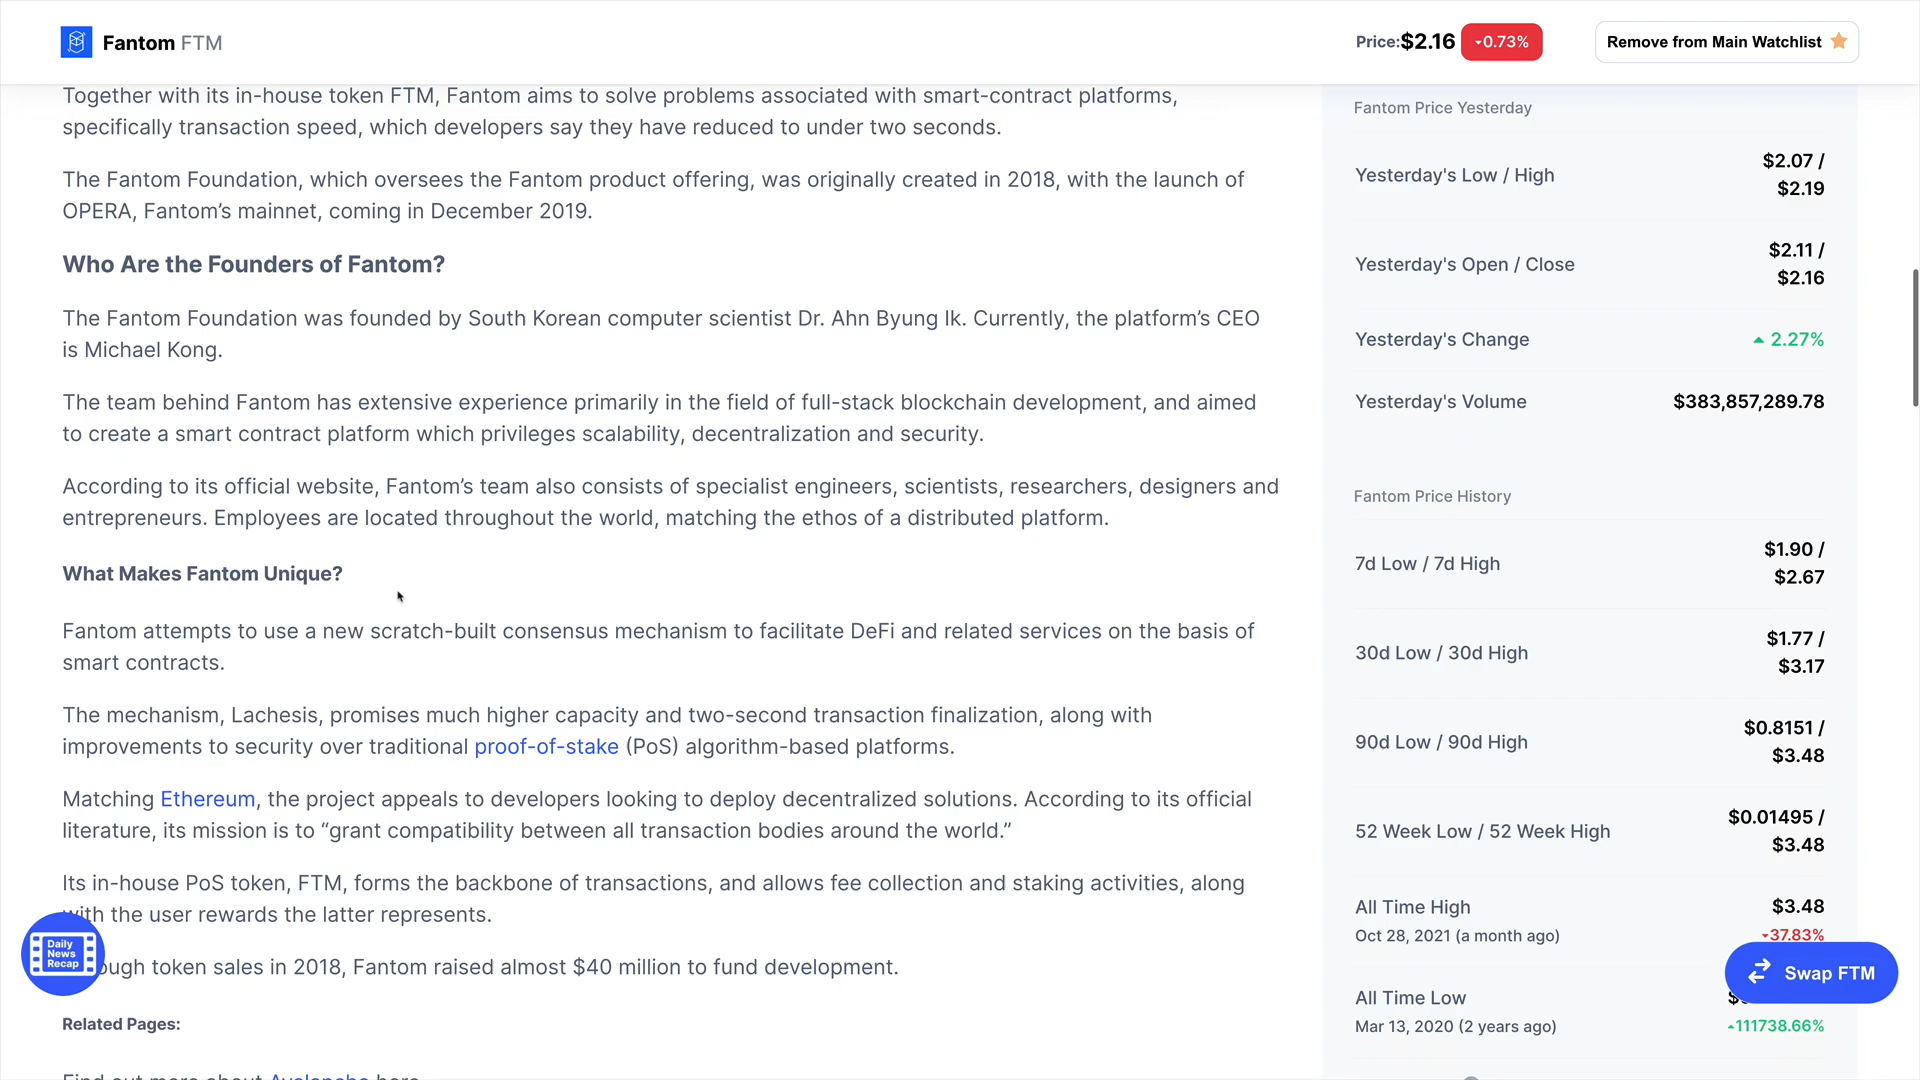 Fantom FTM
Price:$2.16 0.73%
Remove from Main Watchlist
Together with its in-house token FTM, Fantom aims to solve problems associated with smart-contract platforms,
specifically transaction speed, which developers say they have reduced to under two seconds.
The Fantom Foundation, which oversees the Fantom product offering, was originally created in 2018, with the launch of
OPERA, Fantom’s mainnet, coming in December 2019.
Who Are the Founders of Fantom?
The Fantom Foundation was founded by South Korean computer scientist Dr. Ahn Byung Ik. Currently, the platform’s CEO
is Michael Kong.
The team behind Fantom has extensive experience primarily in the field of full-stack blockchain development, and aimed
to create a smart contract platform which privileges scalability, decentralization and security.
According to its official website, Fantom’s team also consists of specialist engineers, scientists, researchers, designers and
entrepreneurs. Employees are located throughout the world, matching the ethos of a distributed platform.
What Makes Fantom Unique?
Fantom attempts to use a new scratch-built consensus mechanism to facilitate DeFi and related services on the basis of
smart contracts.
The mechanism, Lachesis, promises much higher capacity and two-second transaction finalization, along with
improvements to security over traditional proof-of-stake (PoS) algorithm-based platforms.
Matching Ethereum, the project appeals to developers looking to deploy decentralized solutions. According to its official
literature, its mission is to “grant compatibility between all transaction bodies around the world.”
Its in-house PoS token, FTM, forms the backbone of transactions, and allows fee collection and staking activities, along
with the user rewards the latter represents.
token sales in 2018, Fantom raised almost $40 million to fund development.
Related Pages:
Find out more about Avalanche here
Daily
News
Recap
Fantom Price Yesterday
Yesterday's Low / High
$2.07 /
$2.19
Yesterday's Open / Close
$2.11 /
$2.16
Yesterday's Change
2.27%
Yesterday's Volume
$383,857,289.78
Fantom Price History
7d Low / 7d High
$1.90 /
$2.67
30d Low / 30d High
$1.77 /
$3.17
90d Low / 90d High
$0.8151 /
$3.48
52 Week Low / 52 Week High
$0.01495 /
$3.48
All Time High
$3.48
Oct 28, 2021 (a month ago)
37.83%
Swap FTM
All Time Low
Mar 13, 2020 (2 years ago)
111738.66%